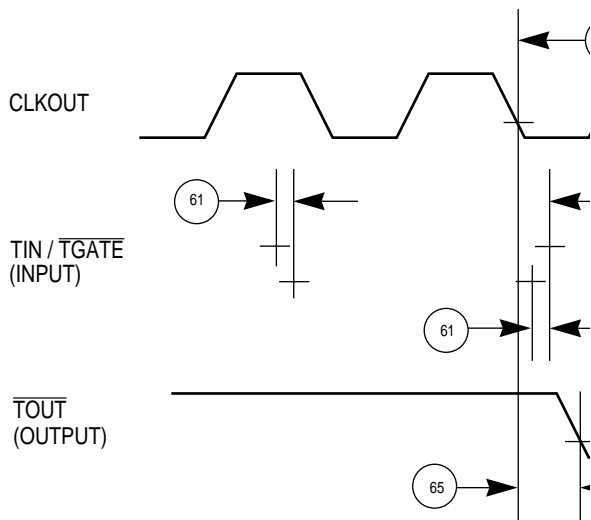 CLKOUT
61
TIN / TGATE
(INPUT)
61
TOUT
(OUTPUT)
65